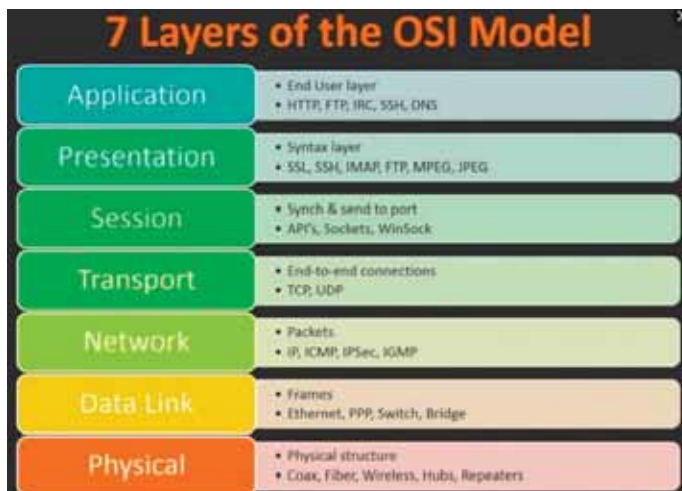 7 Layers of the OSI Model
Application
• End User layer
• HTTP, FTP, IRC, SSH, DNS
Presentation
• Syntax layer
• SSL, SSH, IMAP, FTP, MPEG, JPEG
Session
• Synch & send to port
• API's, Sockets, WinSock
Transport
• End-to-end connections
• TCP, UDP
Network
• Packets
• IP, ICMP, IPSec, IGMP
Data Link
• Frames
• Ethernet, PPP, Switch, Bridge
Physical
• Physical structure
• Coax, Fiber, Wireless, Hubs, Repeaters